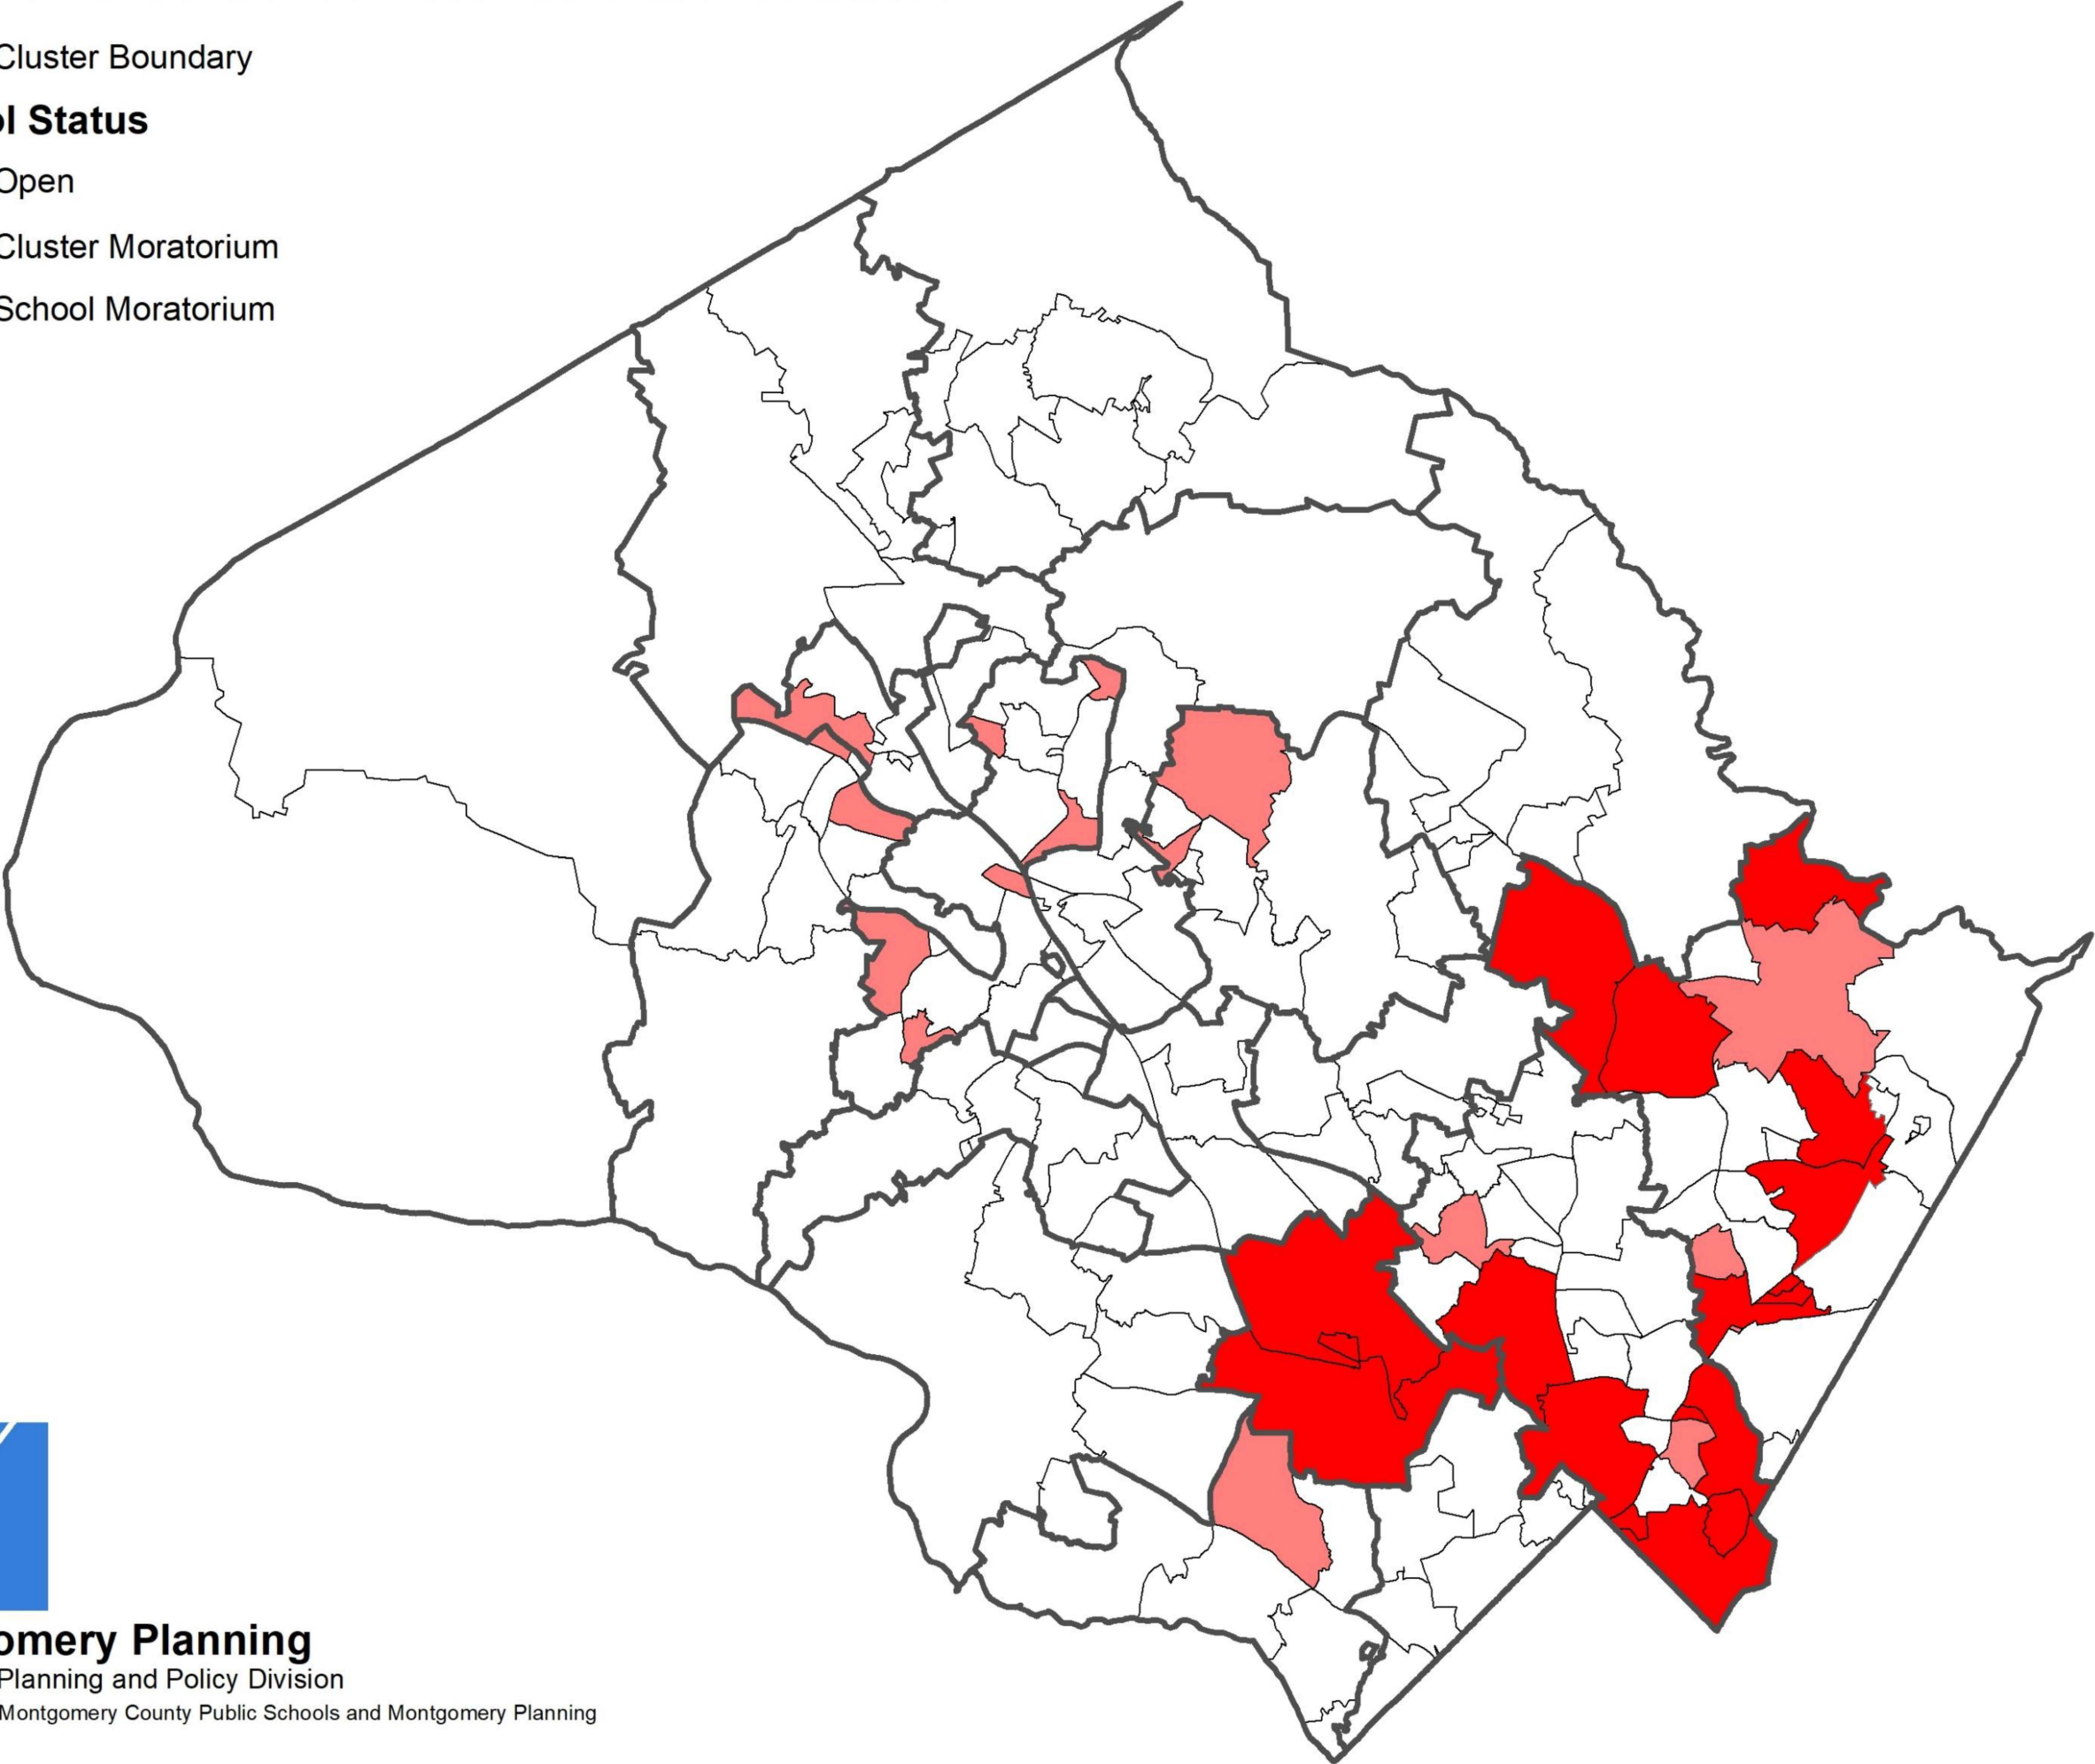 Cluster Boundary
l Status
Open
Cluster Moratorium
School Moratorium
omery Planning
Planning and Policy Division
Montgomery County Public Schools and Montgomery Planning